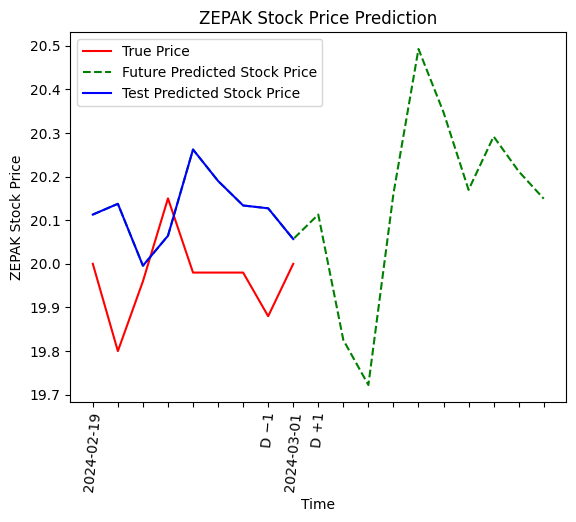 ZEPAK Stock Price Prediction
True Price
Future Predicted Stock Price
Test Predicted Stock Price
ZEPAK Stock Price
20.5
20.4
20.3
20.2
20.1
20.0
19.9
19.8
19.7
2024-02-19
D −1
2024-03-01
D +1
Time